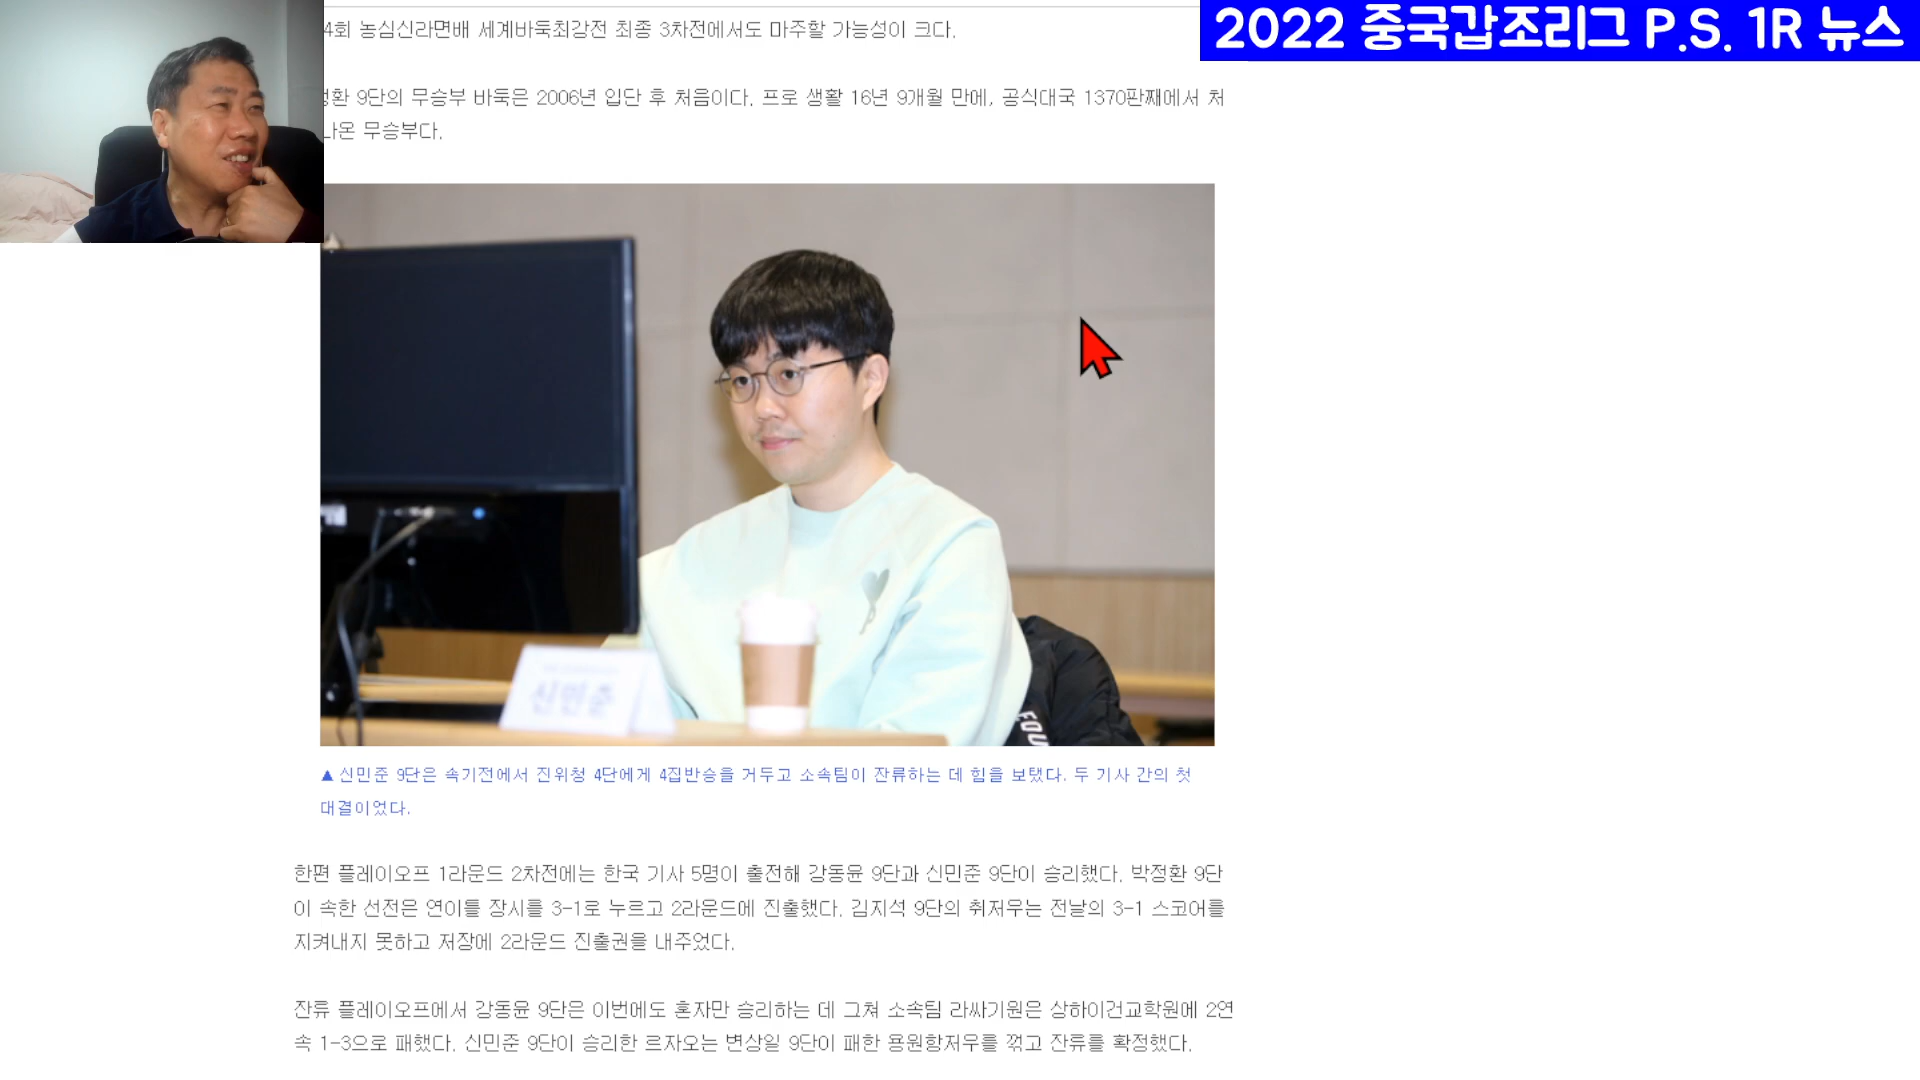 2022 중국갑조리그 P.S. 1R 뉴스
4회 농심신라면배 세계바둑최강전 최종 3차전에서도 마주할 가능성이 크다.
환 9단의 무승부 바둑은 2006년 입단 후 처음이다. 프로 생활 16년 9개월 만에, 공식대국 1370판째에서 처
나온 무승부다.
신민준
FOU
▲ 신민준 9단은 속기전에서 진위청 4단에게 4집반승을 거두고 소속팀이 잔류하는 데 힘을 보탰다. 두 기사 간의 첫
대결이었다.
한편 플레이오프 1라운드 2차전에는 한국 기사 5명이 출전해 강동윤 9단과 신민준 9단이 승리했다. 박정환 9단
이 속한 선전은 연이틀 장시를 3-1로 누르고 2라운드에 진출했다. 김지석 9단의 취저우는 전날의 3-1 스코어를
지켜내지 못하고 저장에 2라운드 진출권을 내주었다.
잔류 플레이오프에서 강동윤 9단은 이번에도 혼자만 승리하는 데 그쳐 소속팀 라싸기원은 상하이건교학원에 2연
속 1-3으로 패했다. 신민준 9단이 승리한 르자오는 변상일 9단이 패한 용원항저우를 꺾고 잔류를 확정했다.